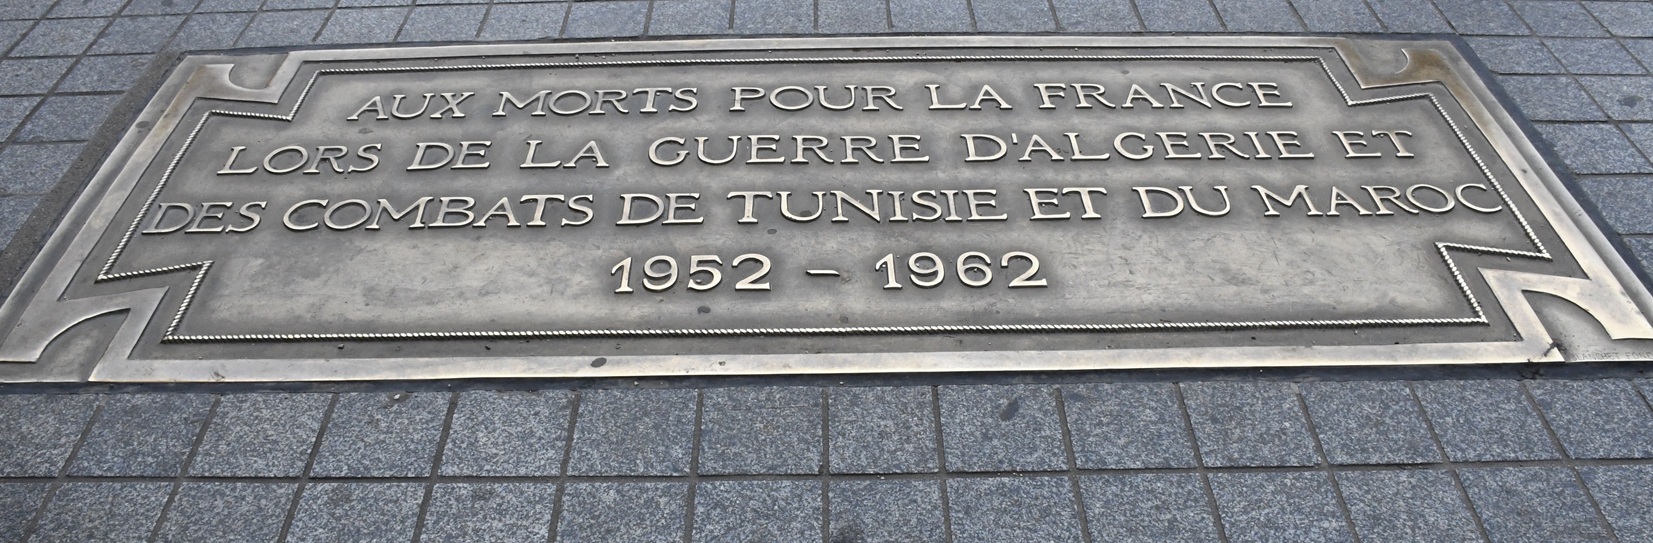 AUX MORTS POUR LA FRANCE
LORS DE LA GUERRE D'ALGERIE ET
DES COMBATS DE TUNISIE ET DU MAROC
1952 - 1962